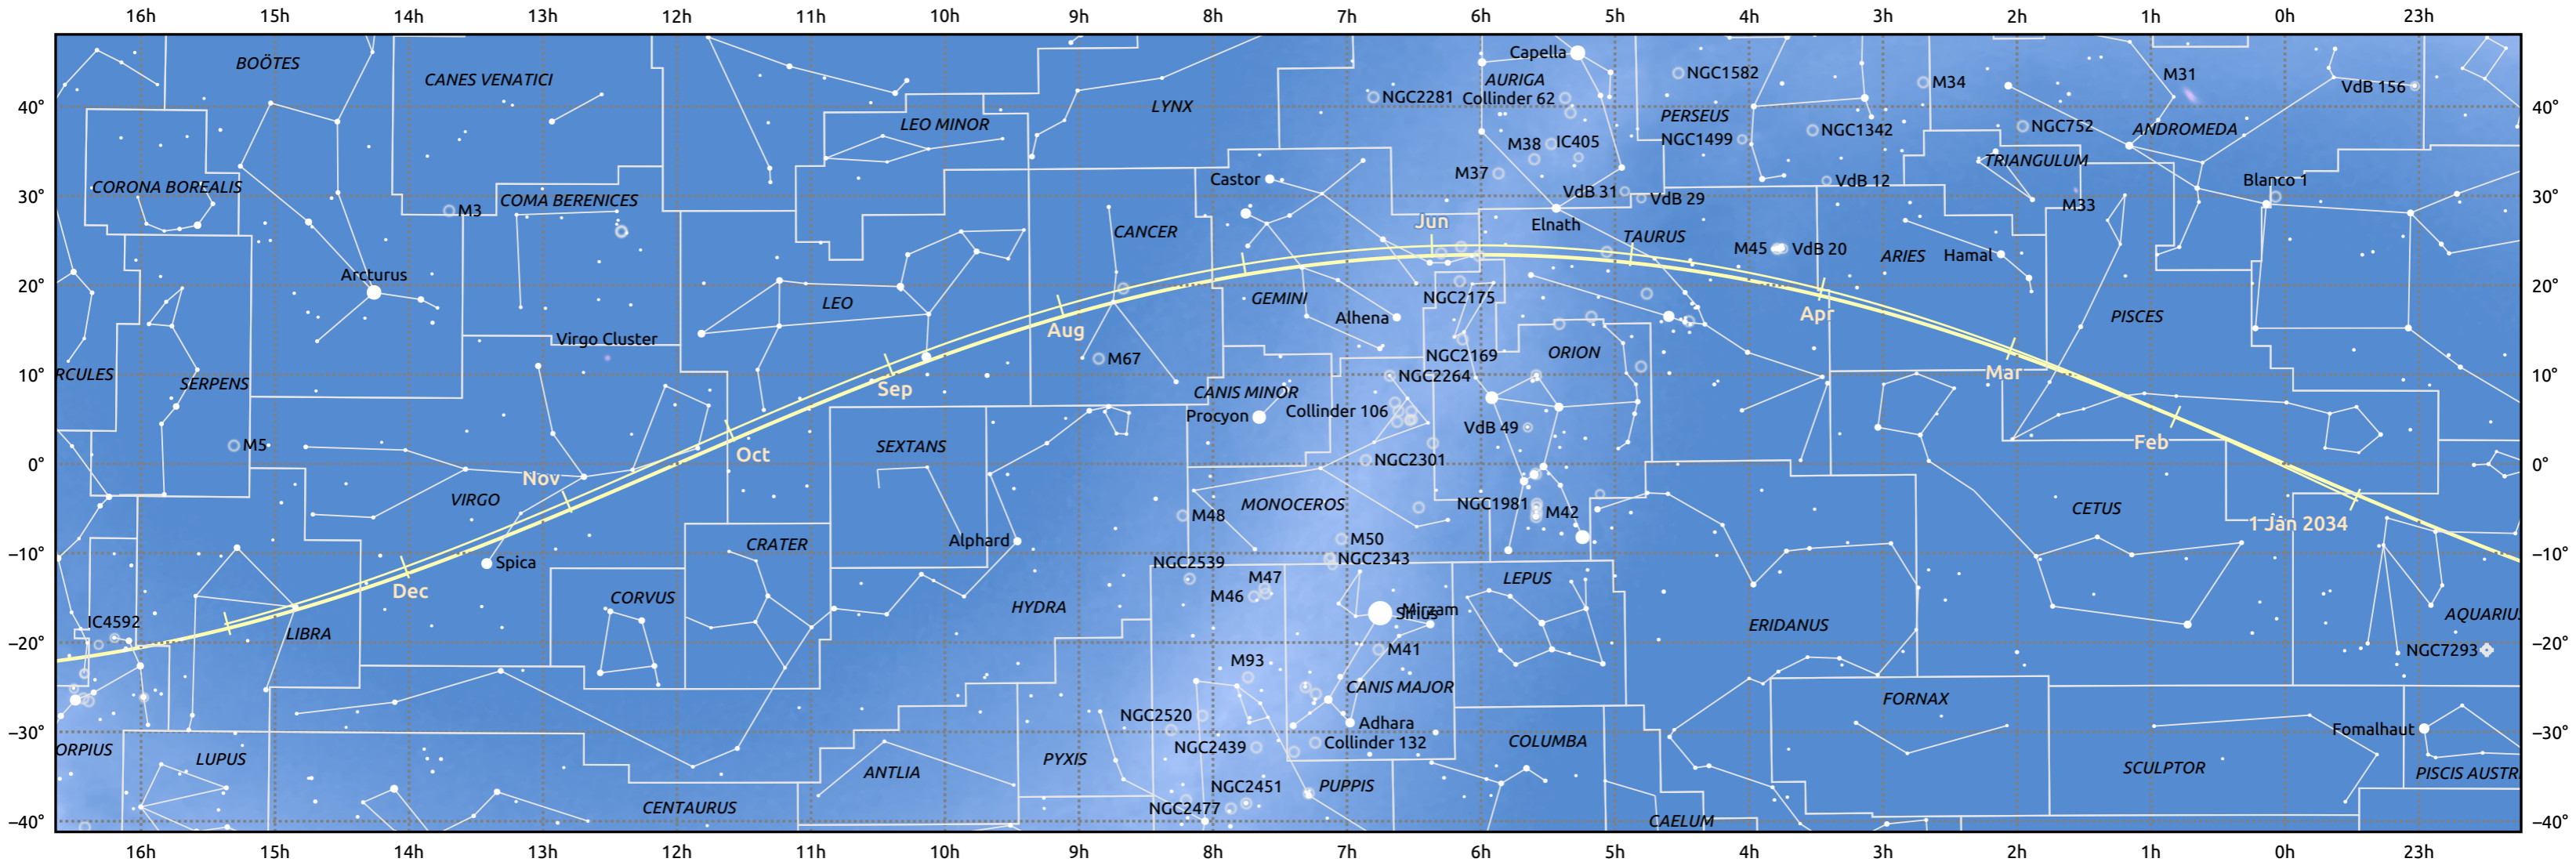 16h 15h 14h 13h 12h 11h 10h 9h 8h 7h 6h 5h 4h 3h 2h 1h 0h 23h
BOÖTES
CANES VENATICI
LYNX
Capella
AURIGA
NGC1582
M34
M31
VdB 156
40°
40°
NGC2281
Collinder 62
PERSEUS
NGC1342
NGC752
ANDROMEDA
LEO MINOR
M38
IC405
NGC1499
TRIANGULUM
CORONA BOREALIS
COMA BERENICES
Castor
M37
VdB 31
VdB 29
VdB 12
Blanco 1
30°
30°
M3
Jun
Elnath
M33
CANCER
TAURUS
M45
VdB 20
ARIES
Hamal
Arcturus
20°
20°
LEO
GEMINI
NGC2175
Alhena
Aug
Apr
PISCES
Virgo Cluster
M67
NGC2169
ORION
10°
10°
RCULES
SERPENS
Sep
CANIS MINOR
NGC2264
Mar
Procyon
Collinder 106
VdB 49
M5
Oct
SEXTANS
Feb
0°
0°
NGC2301
Nov
VIRGO
MONOCEROS
NGC1981
M42
CETUS
M48
1 Jan 2034
−10°
−10°
Spica
CRATER
Alphard
M50
NGC2539
NGC2343
Dec
CORVUS
HYDRA
M47
M46
LEPUS
Mirzam
Sirius
AQUARIU
IC4592
LIBRA
ERIDANUS
−20°
−20°
M41
NGC7293
M93
CANIS MAJOR
FORNAX
NGC2520
Adhara
−30°
−30°
ORPIUS
LUPUS
PYXIS
NGC2439
Collinder 132
COLUMBA
Fomalhaut
ANTLIA
NGC2451
PUPPIS
SCULPTOR
PISCIS AUSTR
CENTAURUS
NGC2477
CAELUM
−40°
−40°
16h 15h 14h 13h 12h 11h 10h 9h 8h 7h 6h 5h 4h 3h 2h 1h 0h 23h